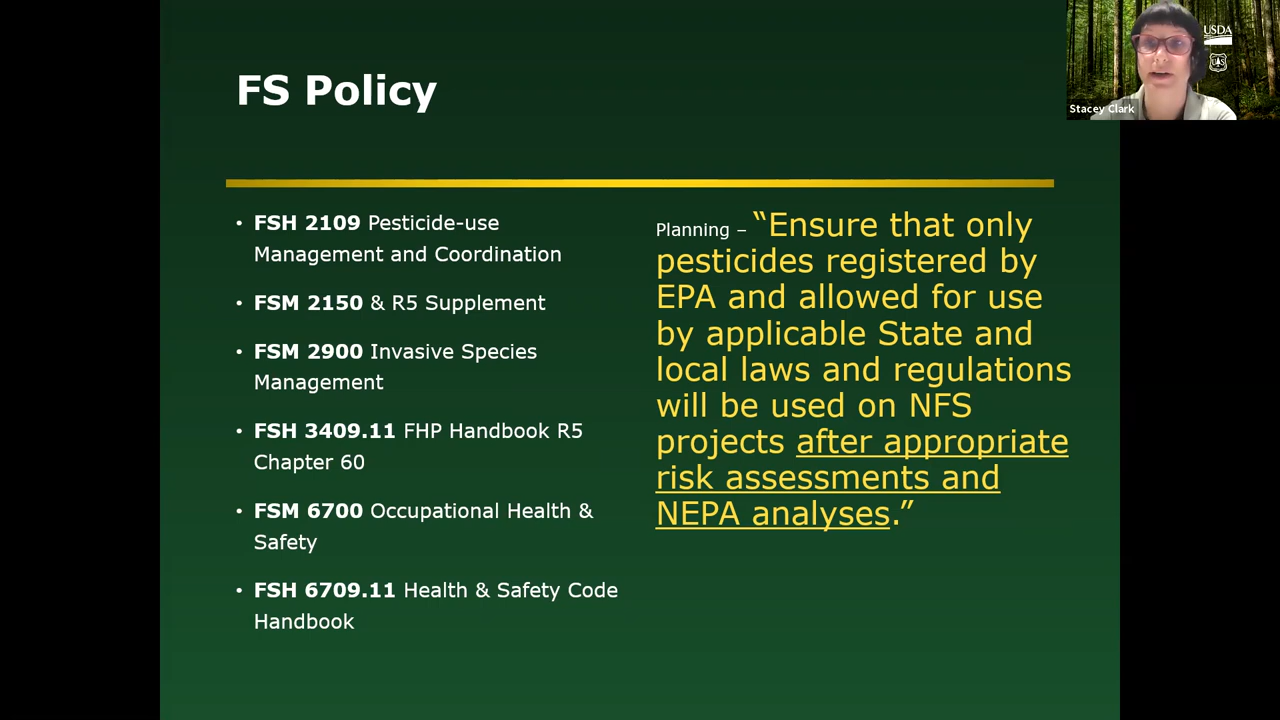 FS Policy
USDA
UAS
Stacey Clark
• FSH 2109 Pesticide-use
Management and Coordination
• FSM 2150 & R5 Supplement
• FSM 2900 Invasive Species
Management
• FSH 3409.11 FHP Handbook R5
Chapter 60
• FSM 6700 Occupational Health &
Safety
• FSH 6709.11 Health & Safety Code
Handbook
Planning – “Ensure that only
pesticides registered by
EPA and allowed for use
by applicable State and
local laws and regulations
will be used on NFS
projects after appropriate
risk assessments and
NEPA analyses.”